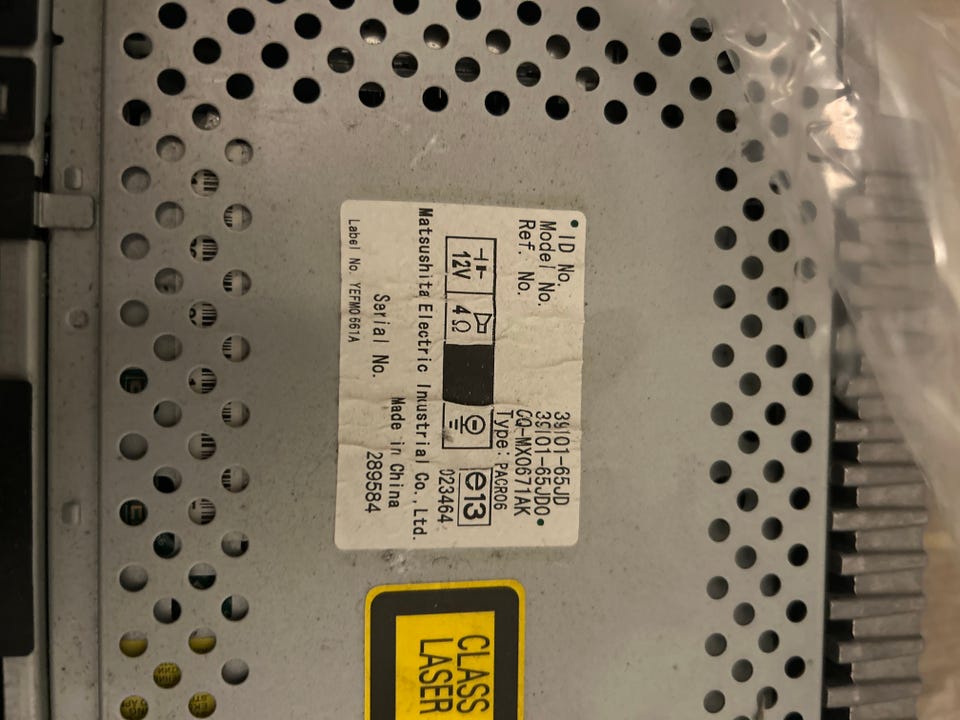 ID No. 39101-65JD
Model No. 39101-65JD0
Ref. No. CQ-MX0671AK
Type: PACR06
12V 4Ω e13 023464
Matsushita Electric Industrial Co., Ltd.
Made in China
Serial No. 289584
Label No. YEFM0661A
CLASS
LASER